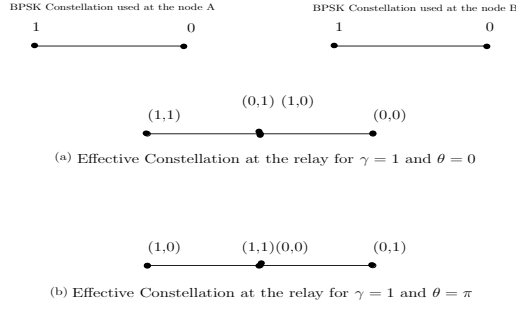 BPSK Constellation used at the node A
BPSK Constellation used at the node B
1 0
1 0
(0,1) (1,0)
(1,1) (0,0)
(a) Effective Constellation at the relay for γ = 1 and θ = 0
(1,0) (1,1)(0,0) (0,1)
(b) Effective Constellation at the relay for γ = 1 and θ = π